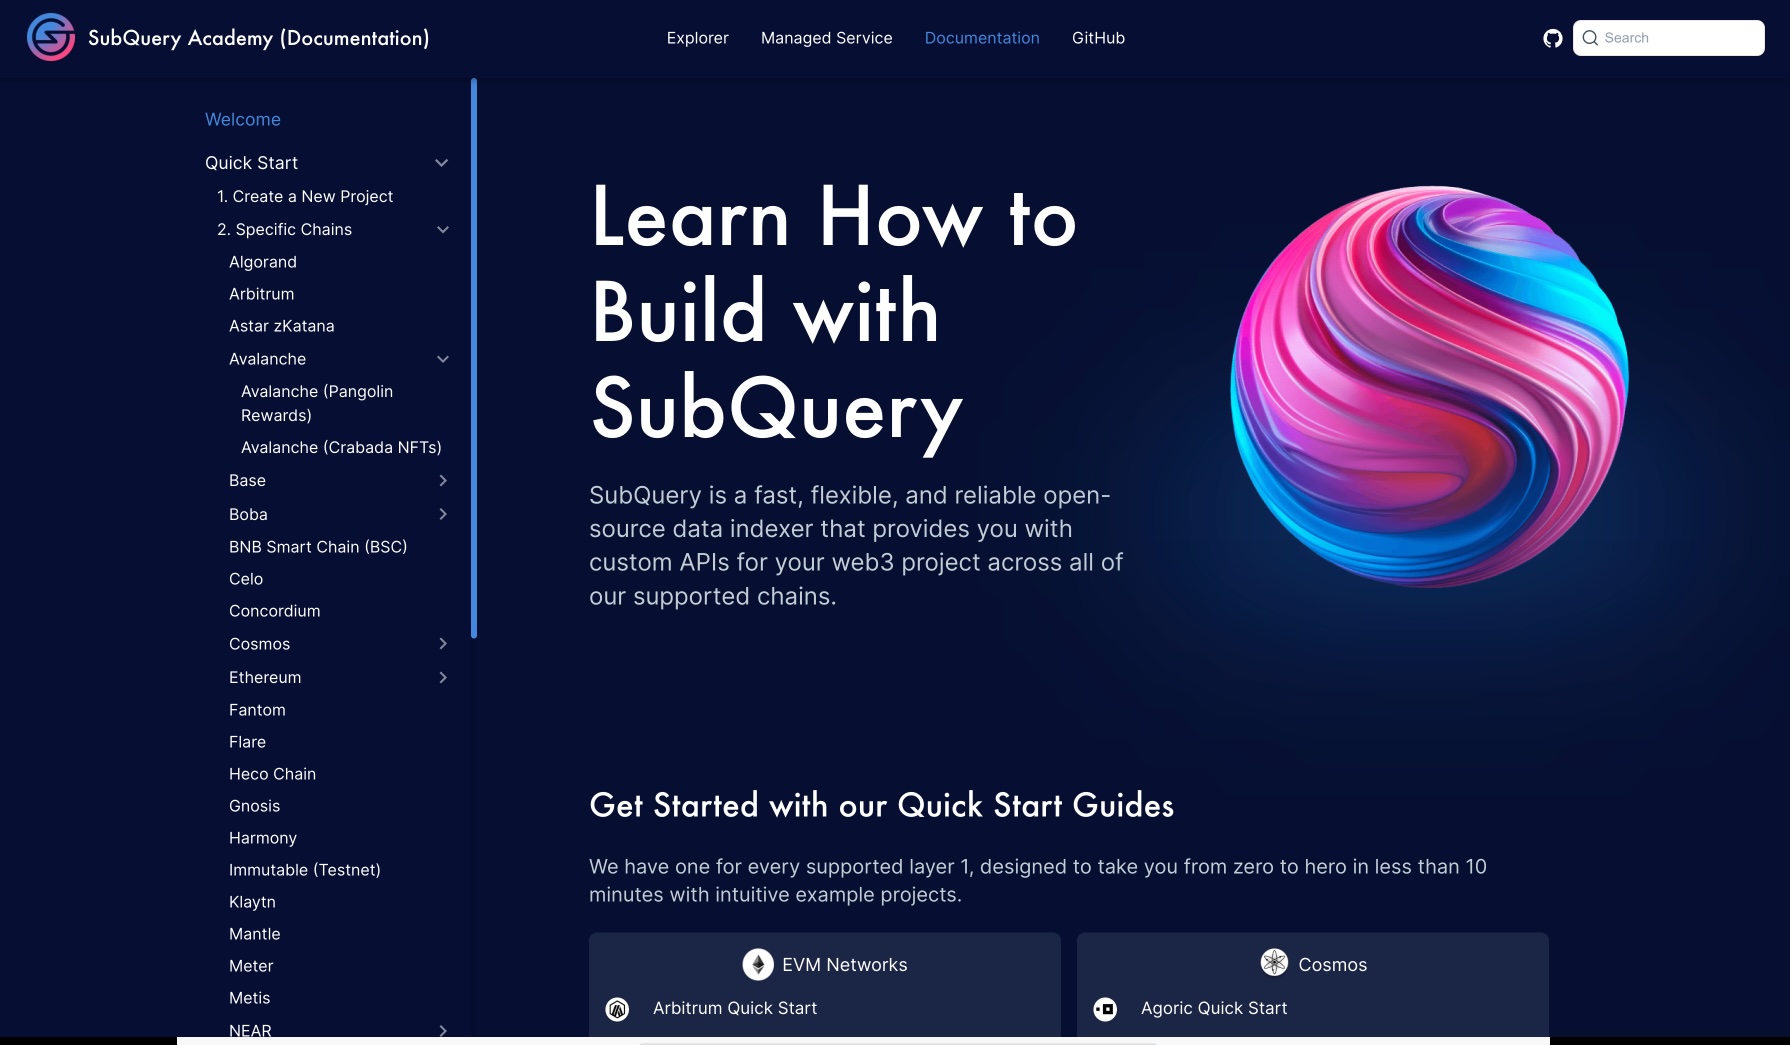 SubQuery Academy (Documentation)
Explorer
Managed Service
Documentation
GitHub
Search
Welcome
Quick Start
1. Create a New Project
2. Specific Chains
Algorand
Arbitrum
Astar zKatana
Avalanche
Avalanche (Pangolin
Rewards)
Avalanche (Crabada NFTs)
Base
Boba
BNB Smart Chain (BSC)
Celo
Concordium
Cosmos
Ethereum
Fantom
Flare
Heco Chain
Gnosis
Harmony
Immutable (Testnet)
Klaytn
Mantle
Meter
Metis
NEAR
Learn How to
Build with
SubQuery
SubQuery is a fast, flexible, and reliable open-
source data indexer that provides you with
custom APIs for your web3 project across all of
our supported chains.
Get Started with our Quick Start Guides
We have one for every supported layer 1, designed to take you from zero to hero in less than 10
minutes with intuitive example projects.
EVM Networks
Arbitrum Quick Start
Cosmos
Agoric Quick Start